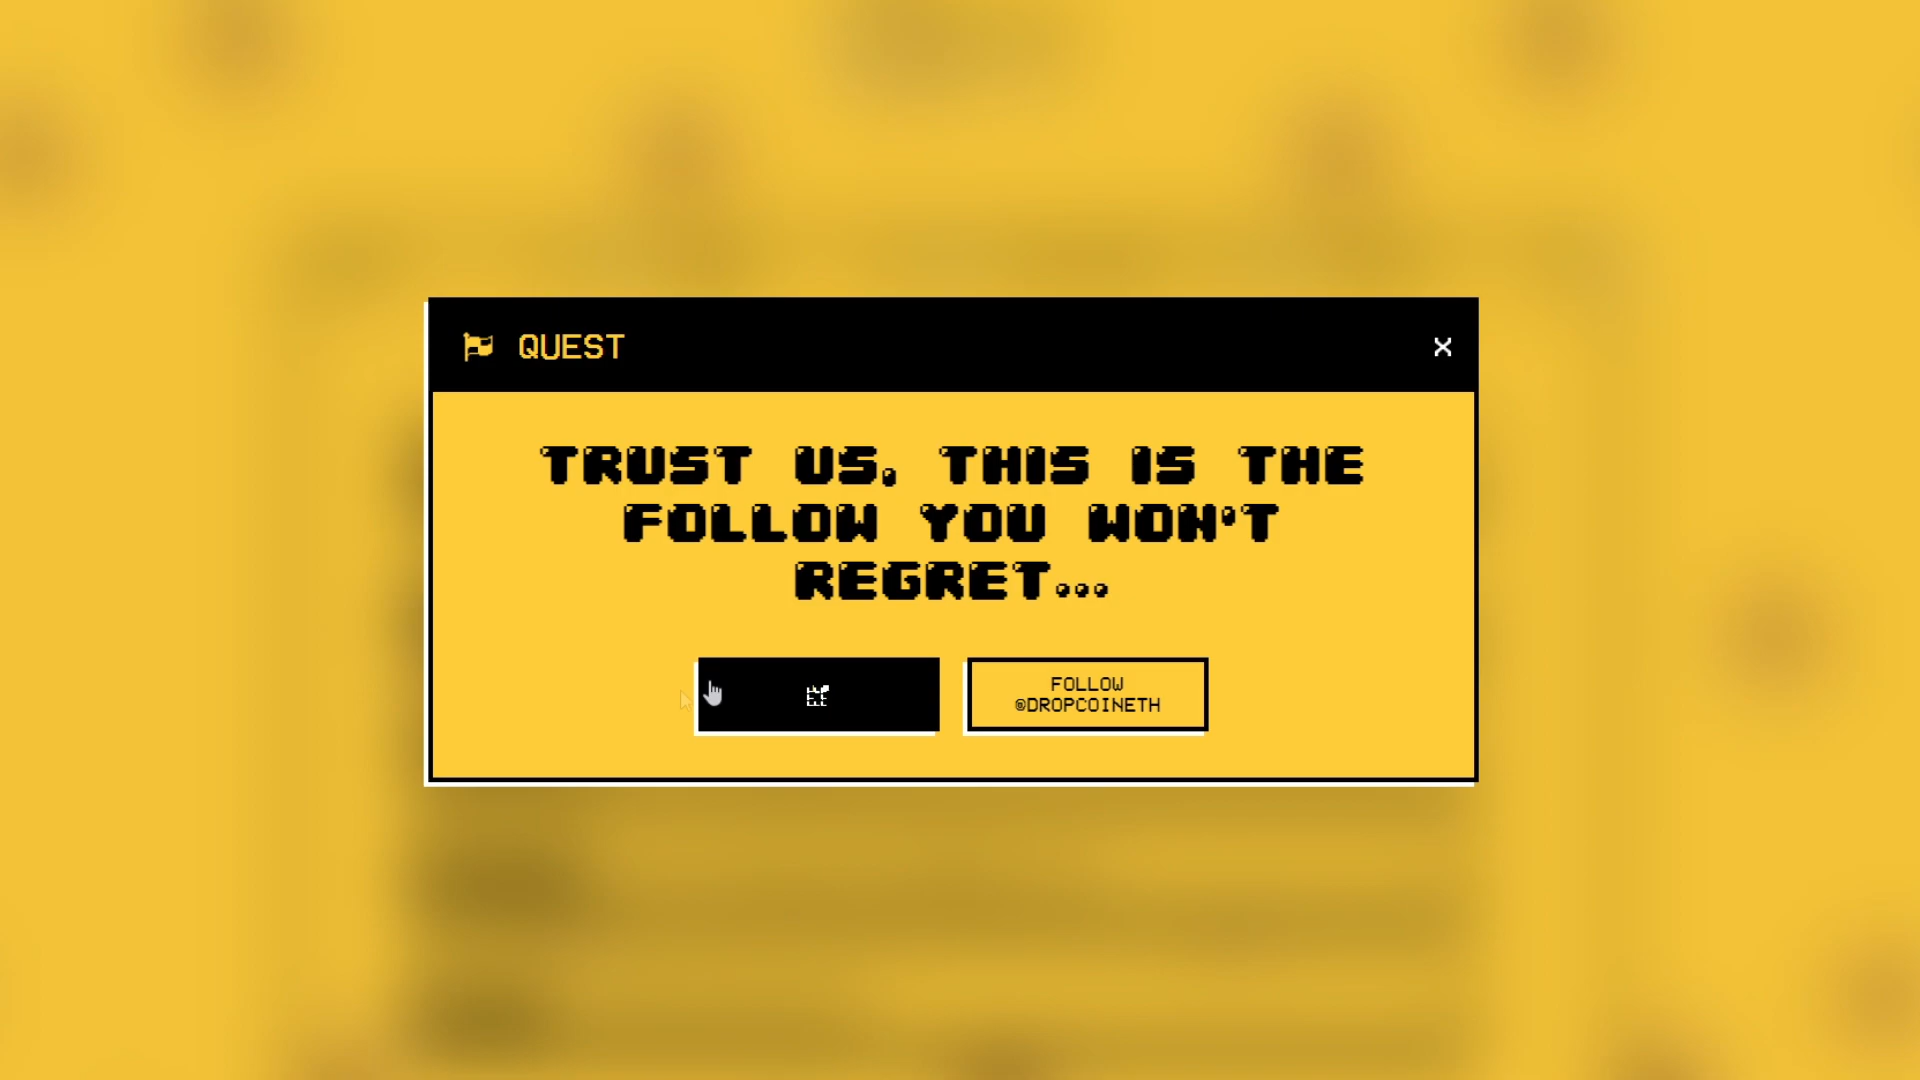 QUEST
TRUST US, THIS IS THE
FOLLOW YOU WON'T
REGRET...
FOLLOW
@DROPCOINETH